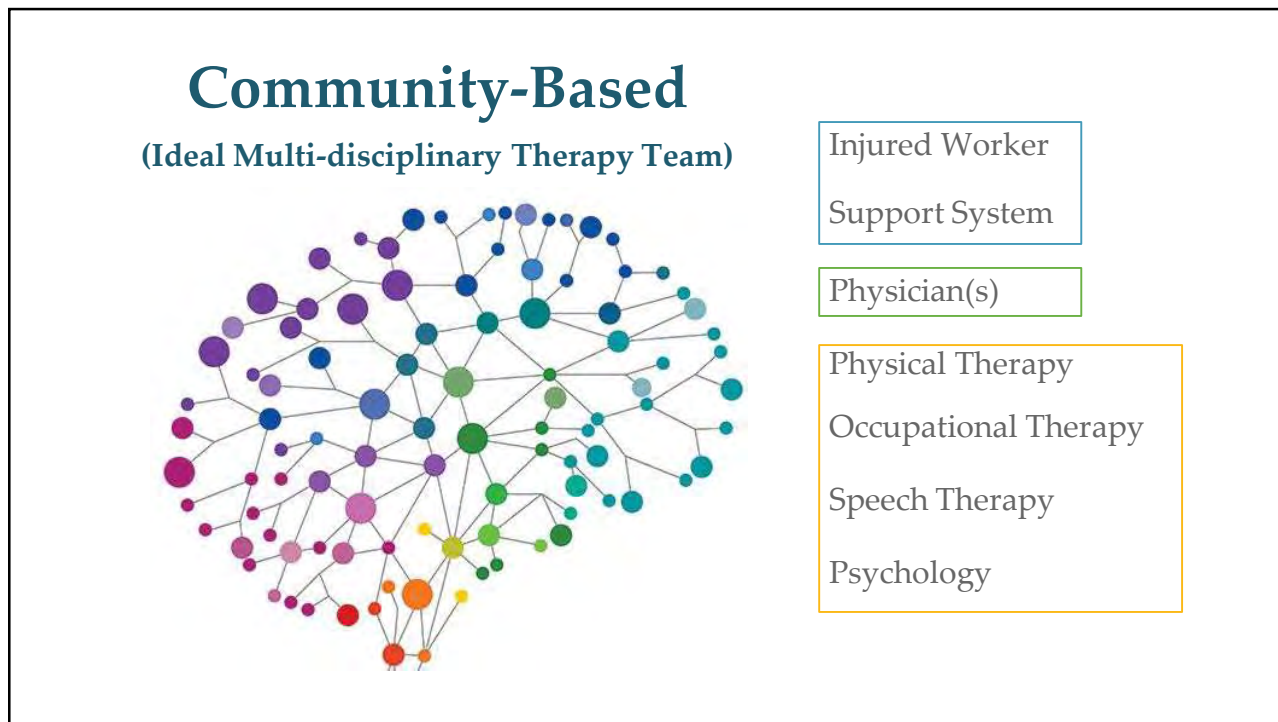 Community-Based
(Ideal Multi-disciplinary Therapy Team)
Injured Worker
Support System
Physician(s)
Physical Therapy
Occupational Therapy
Speech Therapy
Psychology